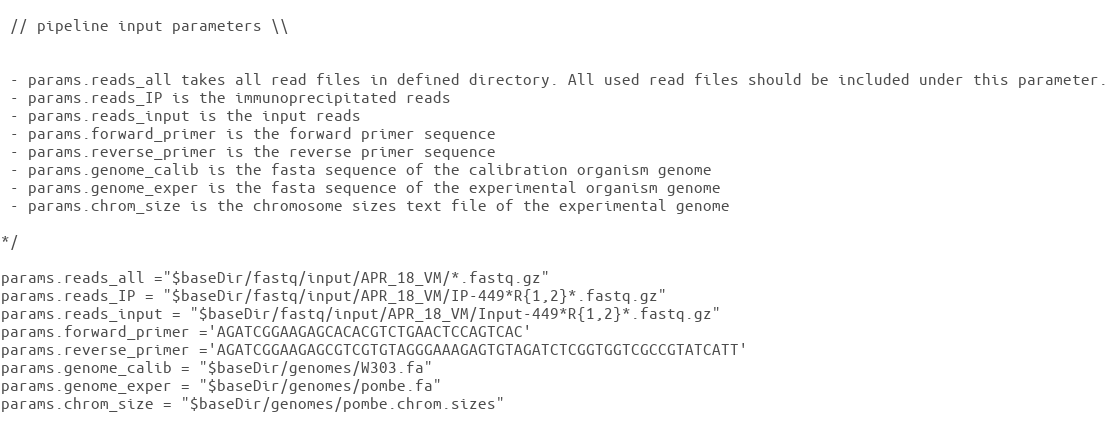 // pipeline input parameters \\
- params.reads_all takes all read files in defined directory. All used read files should be included under this parameter.
- params.reads_IP is the immunoprecipitated reads
- params.reads_input is the input reads
- params.forward_primer is the forward primer sequence
- params.reverse_primer is the reverse primer sequence
- params.genome_calib is the fasta sequence of the calibration organism genome
- params.genome_exper is the fasta sequence of the experimental organism genome
- params.chrom_size is the chromosome sizes text file of the experimental genome
*/
params.reads_all ="$baseDir/fastq/input/APR_18_VM/*.fastq.gz"
params.reads_IP = "$baseDir/fastq/input/APR_18_VM/IP-449*R{1,2}*.fastq.gz"
params.reads_input = "$baseDir/fastq/input/APR_18_VM/Input-449*R{1,2}*.fastq.gz"
params.forward_primer ='AGATCGGAAGAGCACACGTCTGAACTCCAGTCAC'
params.reverse_primer ='AGATCGGAAGAGCGTCGTGTAGGGAAAGAGTGTAGATCTCGGTGGTCGCCGTATCATT'
params.genome_calib = "$baseDir/genomes/W303.fa"
params.genome_exper = "$baseDir/genomes/pombe.fa"
params.chrom_size = "$baseDir/genomes/pombe.chrom.sizes"